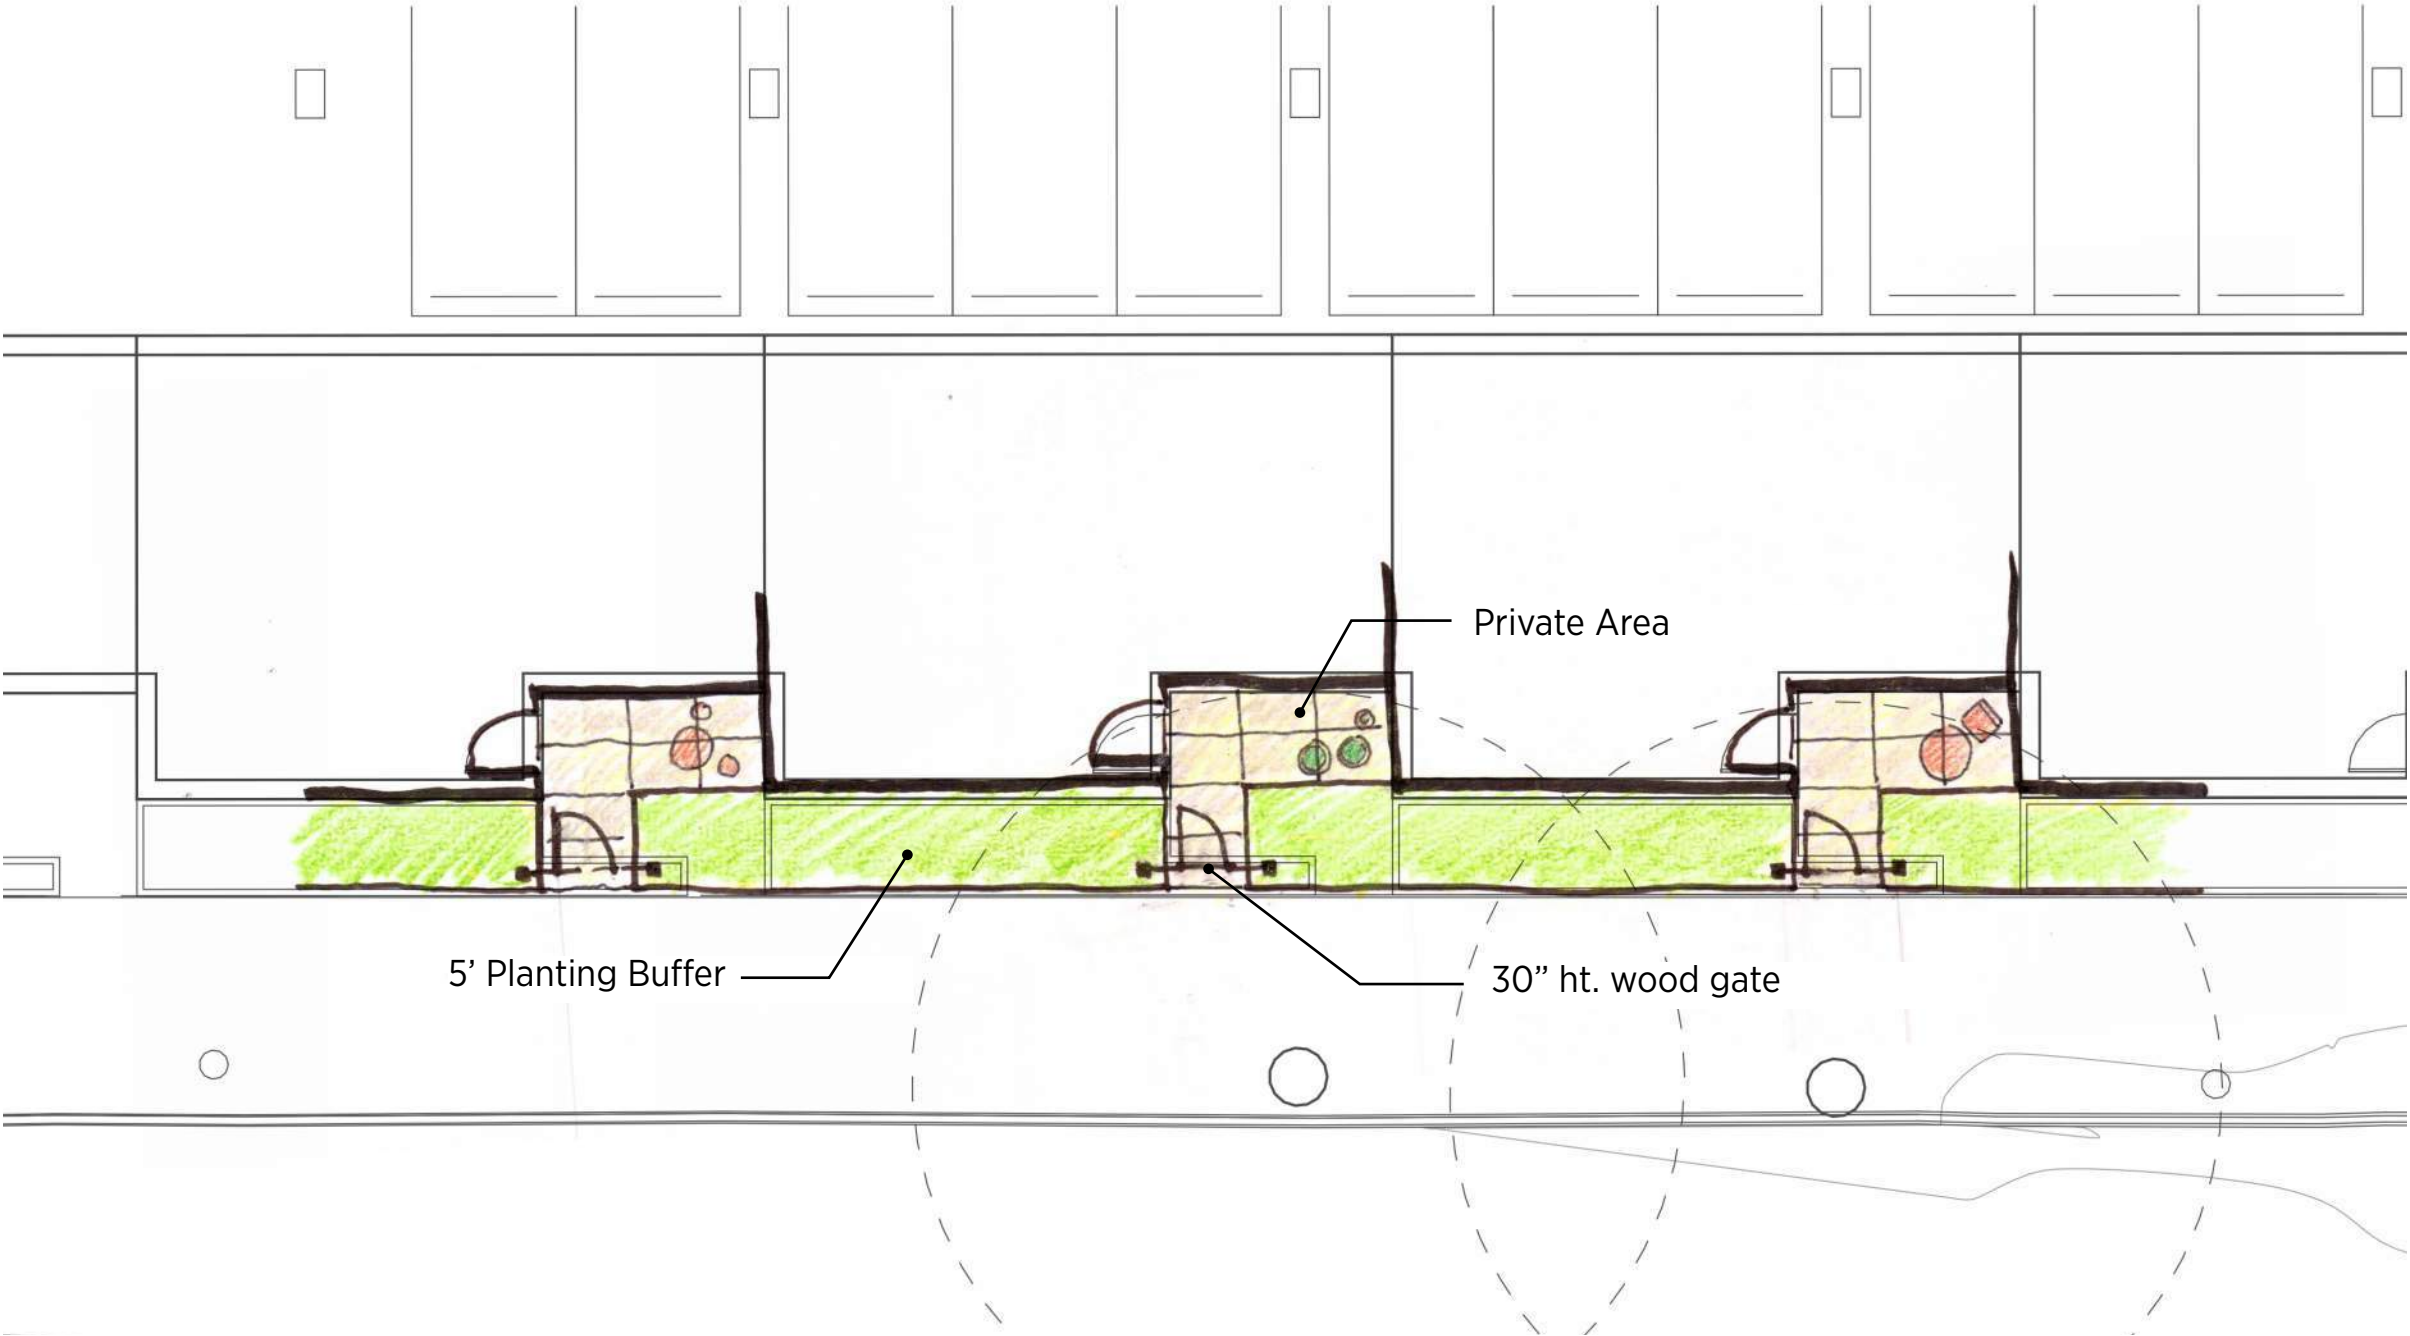 Private Area
5’ Planting Buffer
30” ht. wood gate